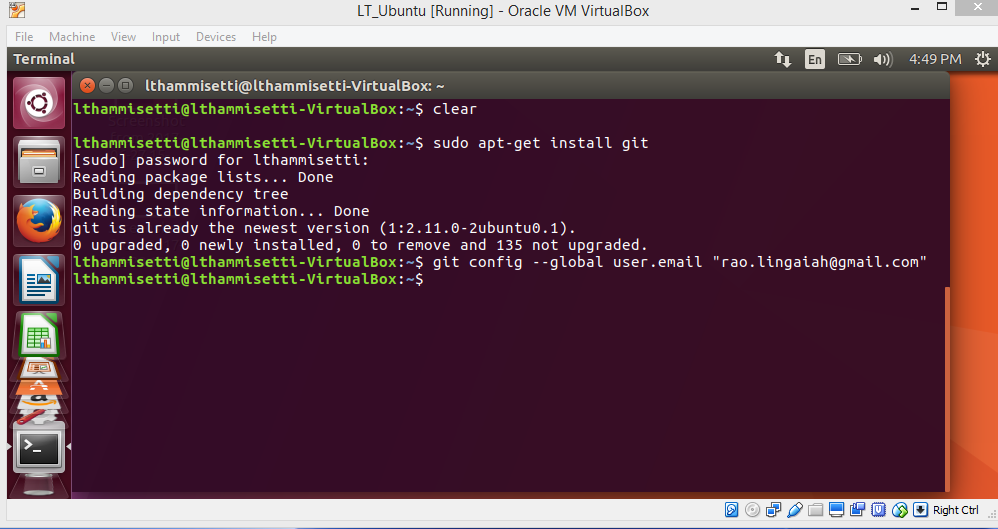 LT_Ubuntu [Running] - Oracle VM VirtualBox
File Machine View Input Devices Help
Terminal En 4:49 PM
lthammisetti@lthammisetti-VirtualBox: ~
lthammisetti@lthammisetti-VirtualBox:~$ clear
lthammisetti@lthammisetti-VirtualBox:~$ sudo apt-get install git
[sudo] password for lthammisetti:
Reading package lists... Done
Building dependency tree
Reading state information... Done
git is already the newest version (1:2.11.0-2ubuntu0.1).
0 upgraded, 0 newly installed, 0 to remove and 135 not upgraded.
lthammisetti@lthammisetti-VirtualBox:~$ git config --global user.email "rao.lingaiah@gmail.com"
lthammisetti@lthammisetti-VirtualBox:~$
Right Ctrl